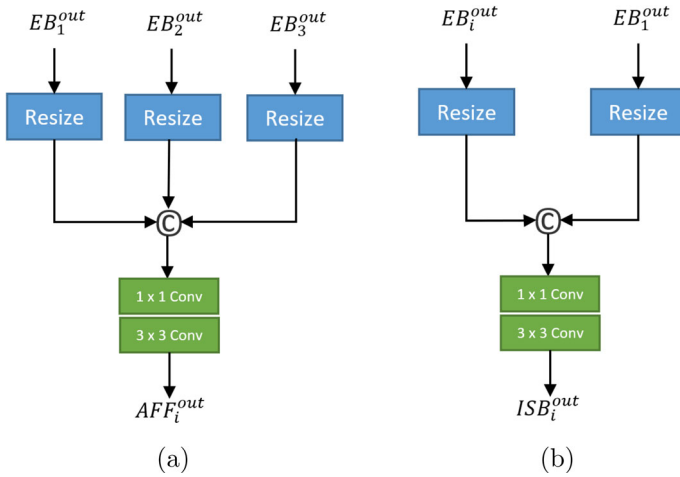 EB_1^out EB_2^out EB_3^out EB_i^out EB_1^out
Resize Resize Resize Resize Resize
C C
1 x 1 Conv 1 x 1 Conv
3 x 3 Conv 3 x 3 Conv
AFF_i^out ISB_i^out
(a) (b)